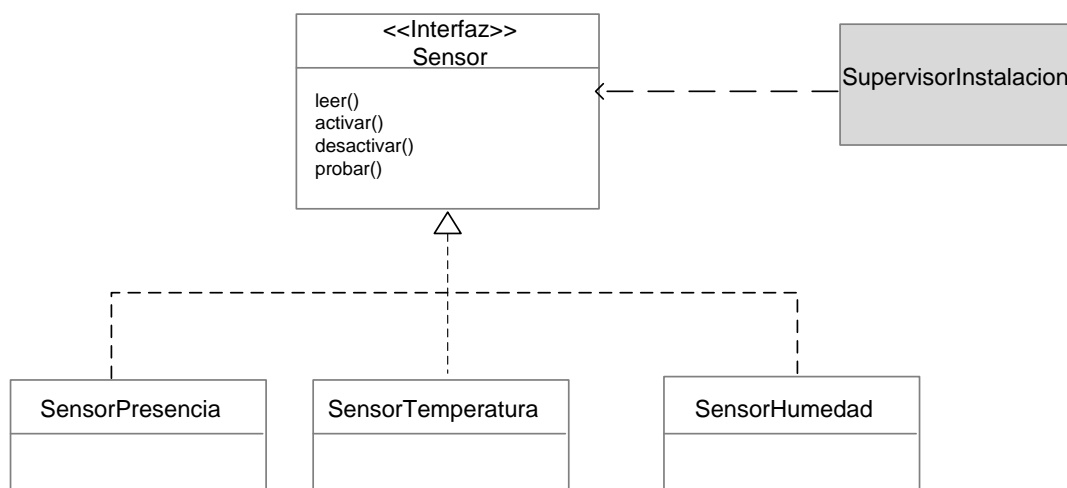 <<Interfaz>>
Sensor
leer()
activar()
desactivar()
probar()
SupervisorInstalacion
SensorPresencia
SensorTemperatura
SensorHumedad